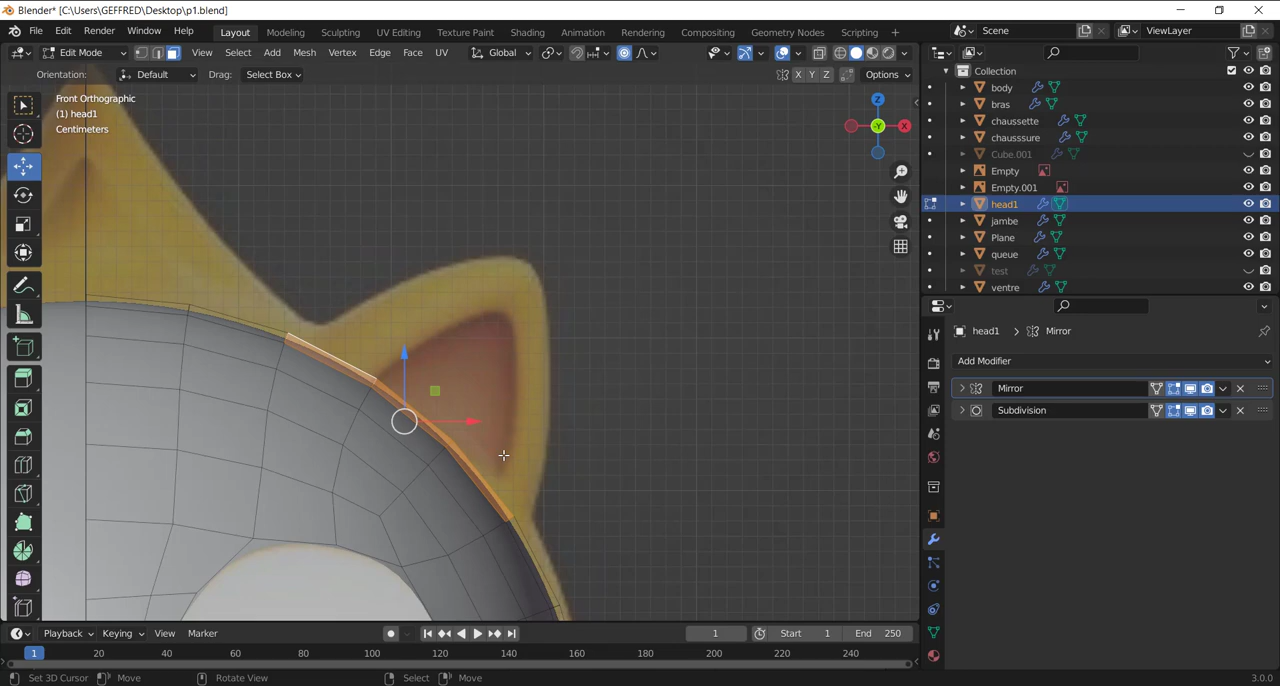 Blender* [C:\Users\GEFFRED\Desktop\p1.blend]
File Edit Render Window Help Layout Modeling Sculpting UV Editing Texture Paint Shading Animation Rendering Compositing Geometry Nodes Scripting Scene ViewLayer
Edit Mode View Select Add Mesh Vertex Edge Face UV Global
Orientation: Default Drag: Select Box X Y Z Options
Front Orthographic
(1) head1
Centimeters
Z
-Y X
Collection
body
bras
chaussette
chausssure
Cube.001
Empty
Empty.001
head1
jambe
Plane
queue
test
ventre
head1 > Mirror
Add Modifier
Mirror
Subdivision
Playback Keying View Marker 1 Start 1 End 250
1 20 40 60 80 100 120 140 160 180 200 220 240
Set 3D Cursor Move Rotate View Select Move 3.0.0